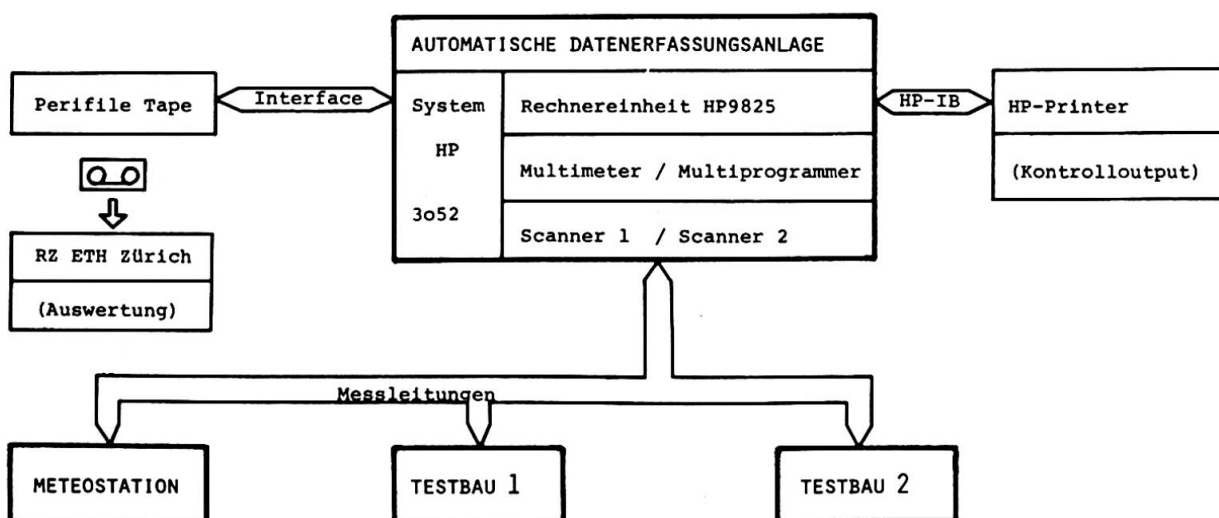 AUTOMATISCHE DATENERFASSUNGSANLAGE
Perifile Tape
Interface
System
HP
3o52
Rechnereinheit HP9825
Multimeter / Multiprogrammer
Scanner 1 / Scanner 2
HP-IB
HP-Printer
(Kontrolloutput)
RZ ETH Zürich
(Auswertung)
Messleitungen
METEOSTATION
TESTBAU 1
TESTBAU 2